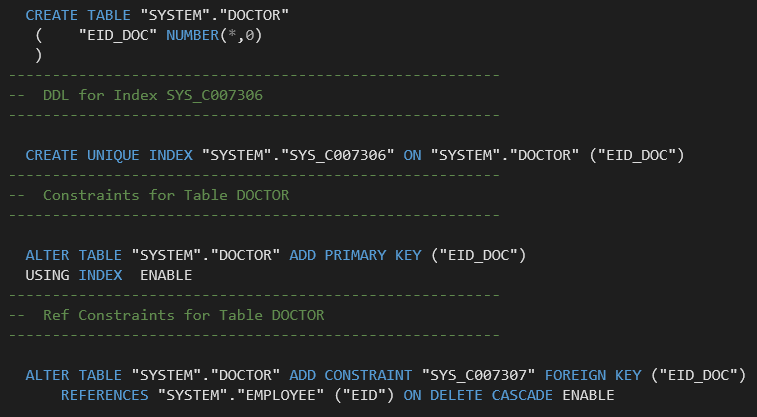 CREATE TABLE "SYSTEM"."DOCTOR"
(    "EID_DOC" NUMBER(*,0)
)
--------------------------------------------------------
--  DDL for Index SYS_C007306
--------------------------------------------------------
CREATE UNIQUE INDEX "SYSTEM"."SYS_C007306" ON "SYSTEM"."DOCTOR" ("EID_DOC")
--------------------------------------------------------
--  Constraints for Table DOCTOR
--------------------------------------------------------
ALTER TABLE "SYSTEM"."DOCTOR" ADD PRIMARY KEY ("EID_DOC")
USING INDEX  ENABLE
--------------------------------------------------------
--  Ref Constraints for Table DOCTOR
--------------------------------------------------------
ALTER TABLE "SYSTEM"."DOCTOR" ADD CONSTRAINT "SYS_C007307" FOREIGN KEY ("EID_DOC")
REFERENCES "SYSTEM"."EMPLOYEE" ("EID") ON DELETE CASCADE ENABLE